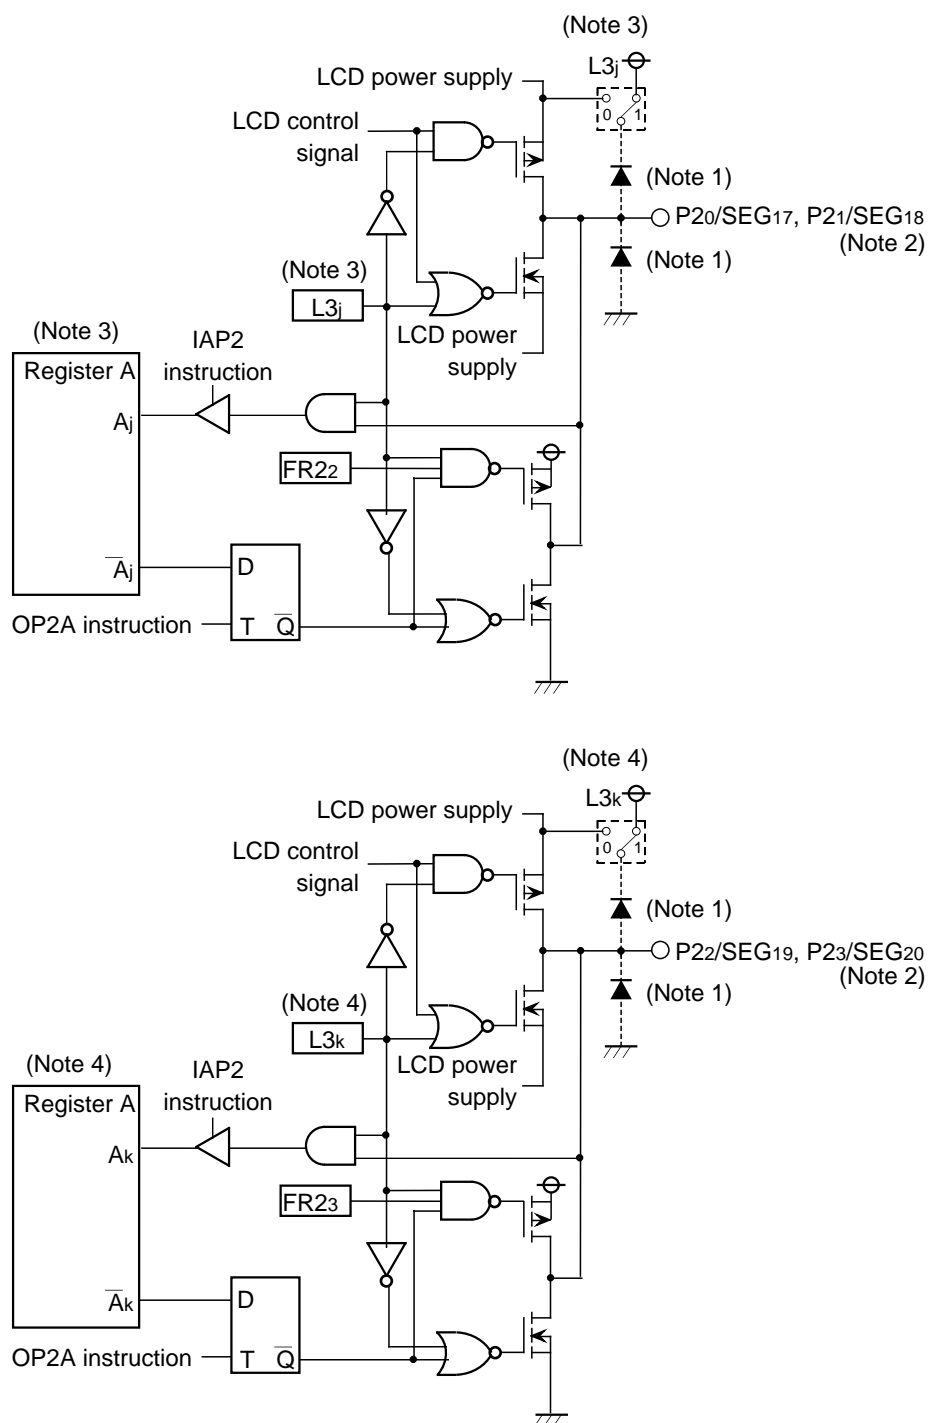 (Note 3)
L3j
LCD power supply
0 1
LCD control
signal
(Note 1)
P20/SEG17, P21/SEG18
(Note 2)
(Note 1)
(Note 3)
L3j
LCD power
supply
(Note 3)
IAP2
instruction
Register A
Aj
FR22
Aj
D
OP2A instruction
T Q
(Note 4)
L3k
LCD power supply
0 1
LCD control
signal
(Note 1)
P22/SEG19, P23/SEG20
(Note 2)
(Note 1)
(Note 4)
L3k
LCD power
supply
(Note 4)
IAP2
instruction
Register A
Ak
FR23
Ak
D
OP2A instruction
T Q